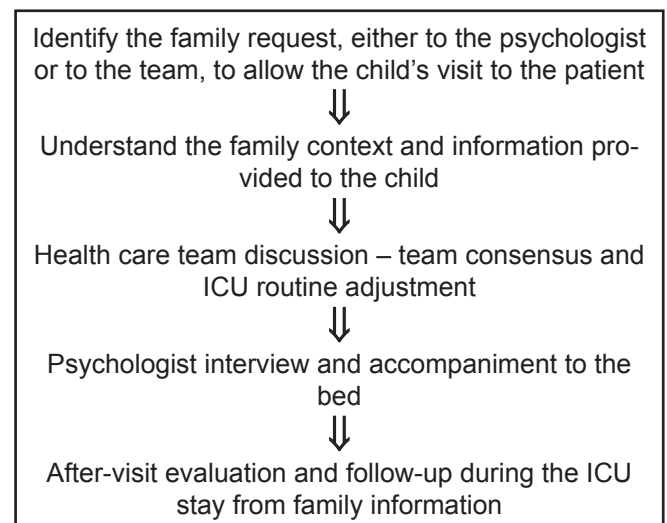 Identify the family request, either to the psychologist
or to the team, to allow the child's visit to the patient
⇓
Understand the family context and information pro-
vided to the child
⇓
Health care team discussion – team consensus and
ICU routine adjustment
⇓
Psychologist interview and accompaniment to the
bed
⇓
After-visit evaluation and follow-up during the ICU
stay from family information